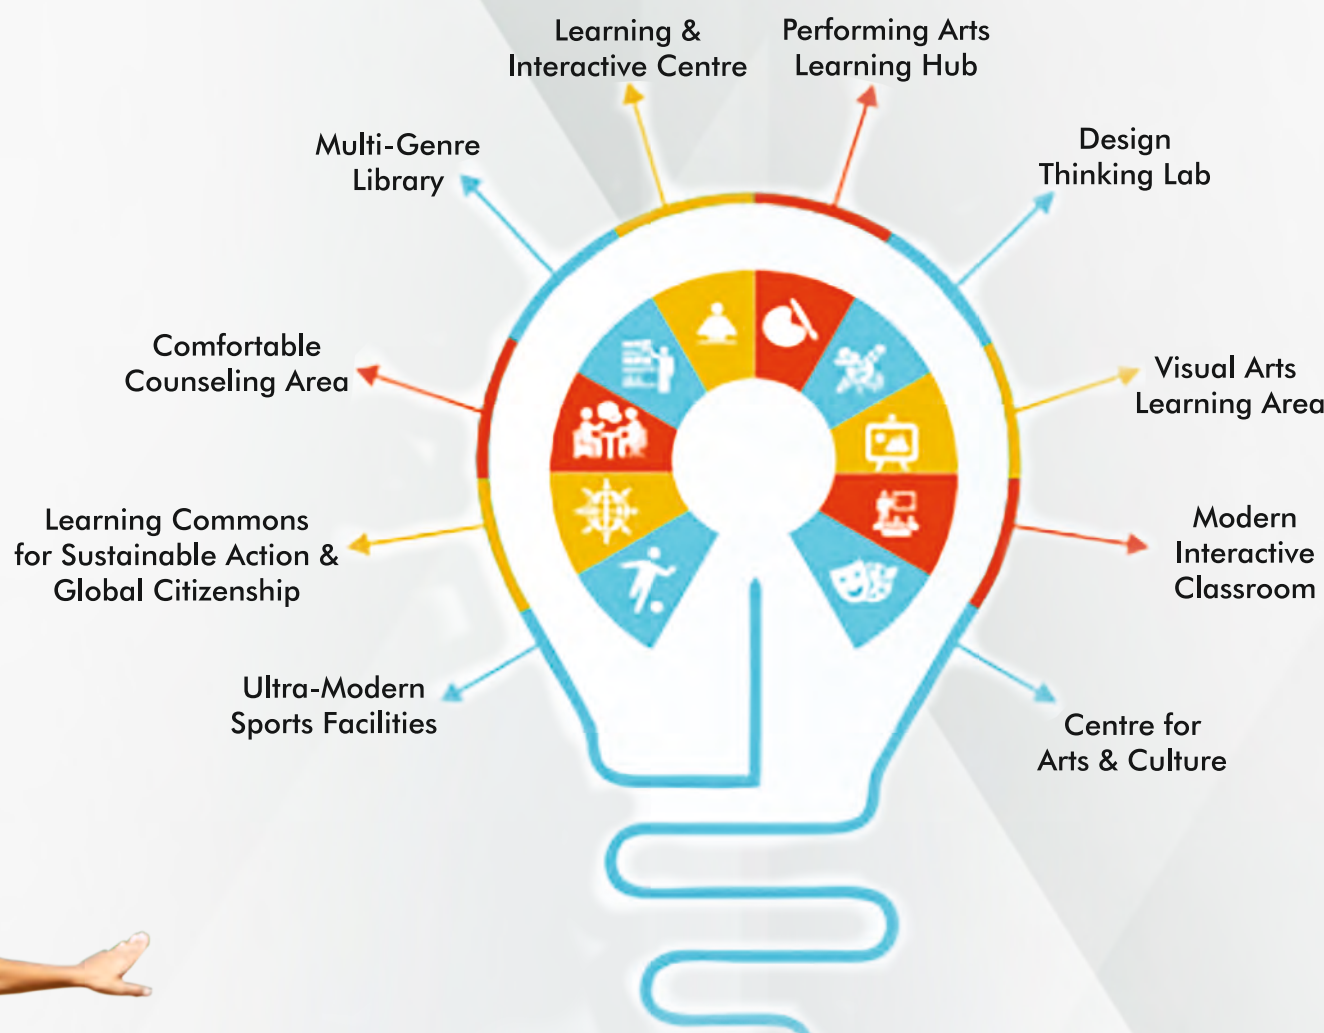 Learning &
Interactive Centre
Performing Arts
Learning Hub
Multi-Genre
Library
Design
Thinking Lab
Comfortable
Counseling Area
Visual Arts
Learning Area
Learning Commons
for Sustainable Action &
Global Citizenship
Modern
Interactive
Classroom
Ultra-Modern
Sports Facilities
Centre for
Arts & Culture